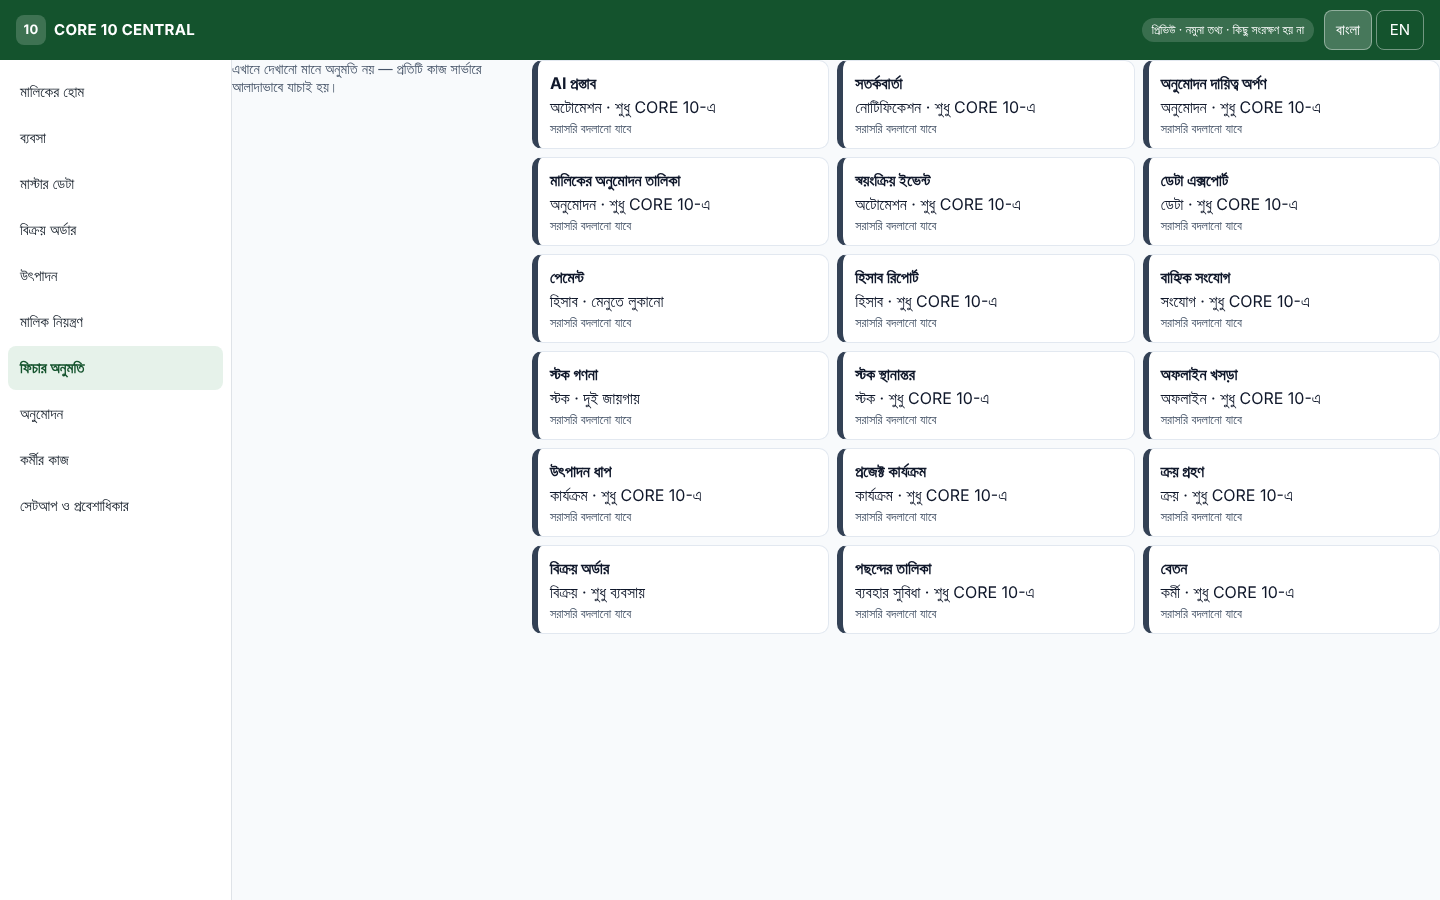 10 CORE 10 CENTRAL
প্রিভিউ · নমুনা তথ্য · কিছু সংরক্ষণ হয় না
বাংলা
EN
মালিকের হোম
ব্যবসা
মাস্টার ডেটা
বিক্রয় অর্ডার
উৎপাদন
মালিক নিয়ন্ত্রণ
ফিচার অনুমতি
অনুমোদন
কর্মীর কাজ
সেটআপ ও প্রবেশাধিকার
এখানে দেখানো মানে অনুমতি নয় — প্রতিটি কাজ সার্ভারে
আলাদাভাবে যাচাই হয়।
AI প্রস্তাব
অটোমেশন · শুধু CORE 10-এ
সরাসরি বদলানো যাবে
সতর্কবার্তা
নোটিফিকেশন · শুধু CORE 10-এ
সরাসরি বদলানো যাবে
অনুমোদন দায়িত্ব অর্পণ
অনুমোদন · শুধু CORE 10-এ
সরাসরি বদলানো যাবে
মালিকের অনুমোদন তালিকা
অনুমোদন · শুধু CORE 10-এ
সরাসরি বদলানো যাবে
স্বয়ংক্রিয় ইভেন্ট
অটোমেশন · শুধু CORE 10-এ
সরাসরি বদলানো যাবে
ডেটা এক্সপোর্ট
ডেটা · শুধু CORE 10-এ
সরাসরি বদলানো যাবে
পেমেন্ট
হিসাব · মেনুতে লুকানো
সরাসরি বদলানো যাবে
হিসাব রিপোর্ট
হিসাব · শুধু CORE 10-এ
সরাসরি বদলানো যাবে
বাহ্যিক সংযোগ
সংযোগ · শুধু CORE 10-এ
সরাসরি বদলানো যাবে
স্টক গণনা
স্টক · দুই জায়গায়
সরাসরি বদলানো যাবে
স্টক স্থানান্তর
স্টক · শুধু CORE 10-এ
সরাসরি বদলানো যাবে
অফলাইন খসড়া
অফলাইন · শুধু CORE 10-এ
সরাসরি বদলানো যাবে
উৎপাদন ধাপ
কার্যক্রম · শুধু CORE 10-এ
সরাসরি বদলানো যাবে
প্রজেক্ট কার্যক্রম
কার্যক্রম · শুধু CORE 10-এ
সরাসরি বদলানো যাবে
ক্রয় গ্রহণ
ক্রয় · শুধু CORE 10-এ
সরাসরি বদলানো যাবে
বিক্রয় অর্ডার
বিক্রয় · শুধু ব্যবসায়
সরাসরি বদলানো যাবে
পছন্দের তালিকা
ব্যবহার সুবিধা · শুধু CORE 10-এ
সরাসরি বদলানো যাবে
বেতন
কর্মী · শুধু CORE 10-এ
সরাসরি বদলানো যাবে